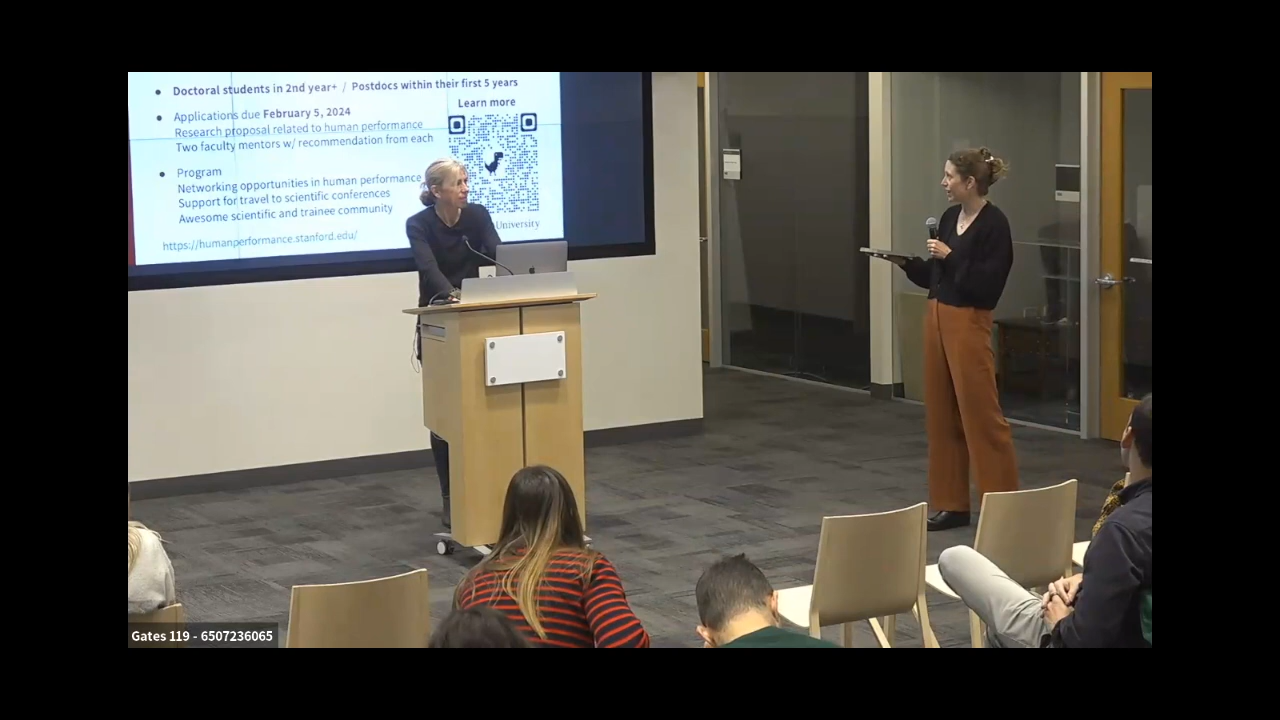 Doctoral students in 2nd year+ / Postdocs within their first 5 years
Applications due February 5, 2024
Research proposal related to human performance
Two faculty mentors w/ recommendation from each
Program
Networking opportunities in human performance
Support for travel to scientific conferences
Awesome scientific and trainee community
https://humanperformance.stanford.edu/
Learn more
University
Gates 119 - 6507236065